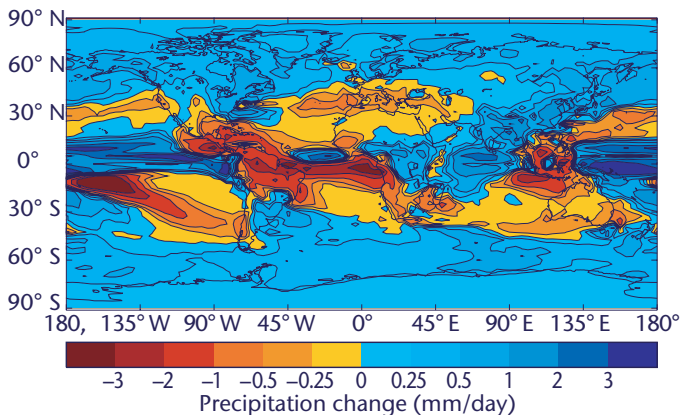 90° N
60° N
30° N
0°
30° S
60° S
90° S
180, 135° W 90° W 45° W 0° 45° E 90° E 135° E 180°
–3 –2 –1 –0.5 –0.25 0 0.25 0.5 1 2 3
Precipitation change (mm/day)